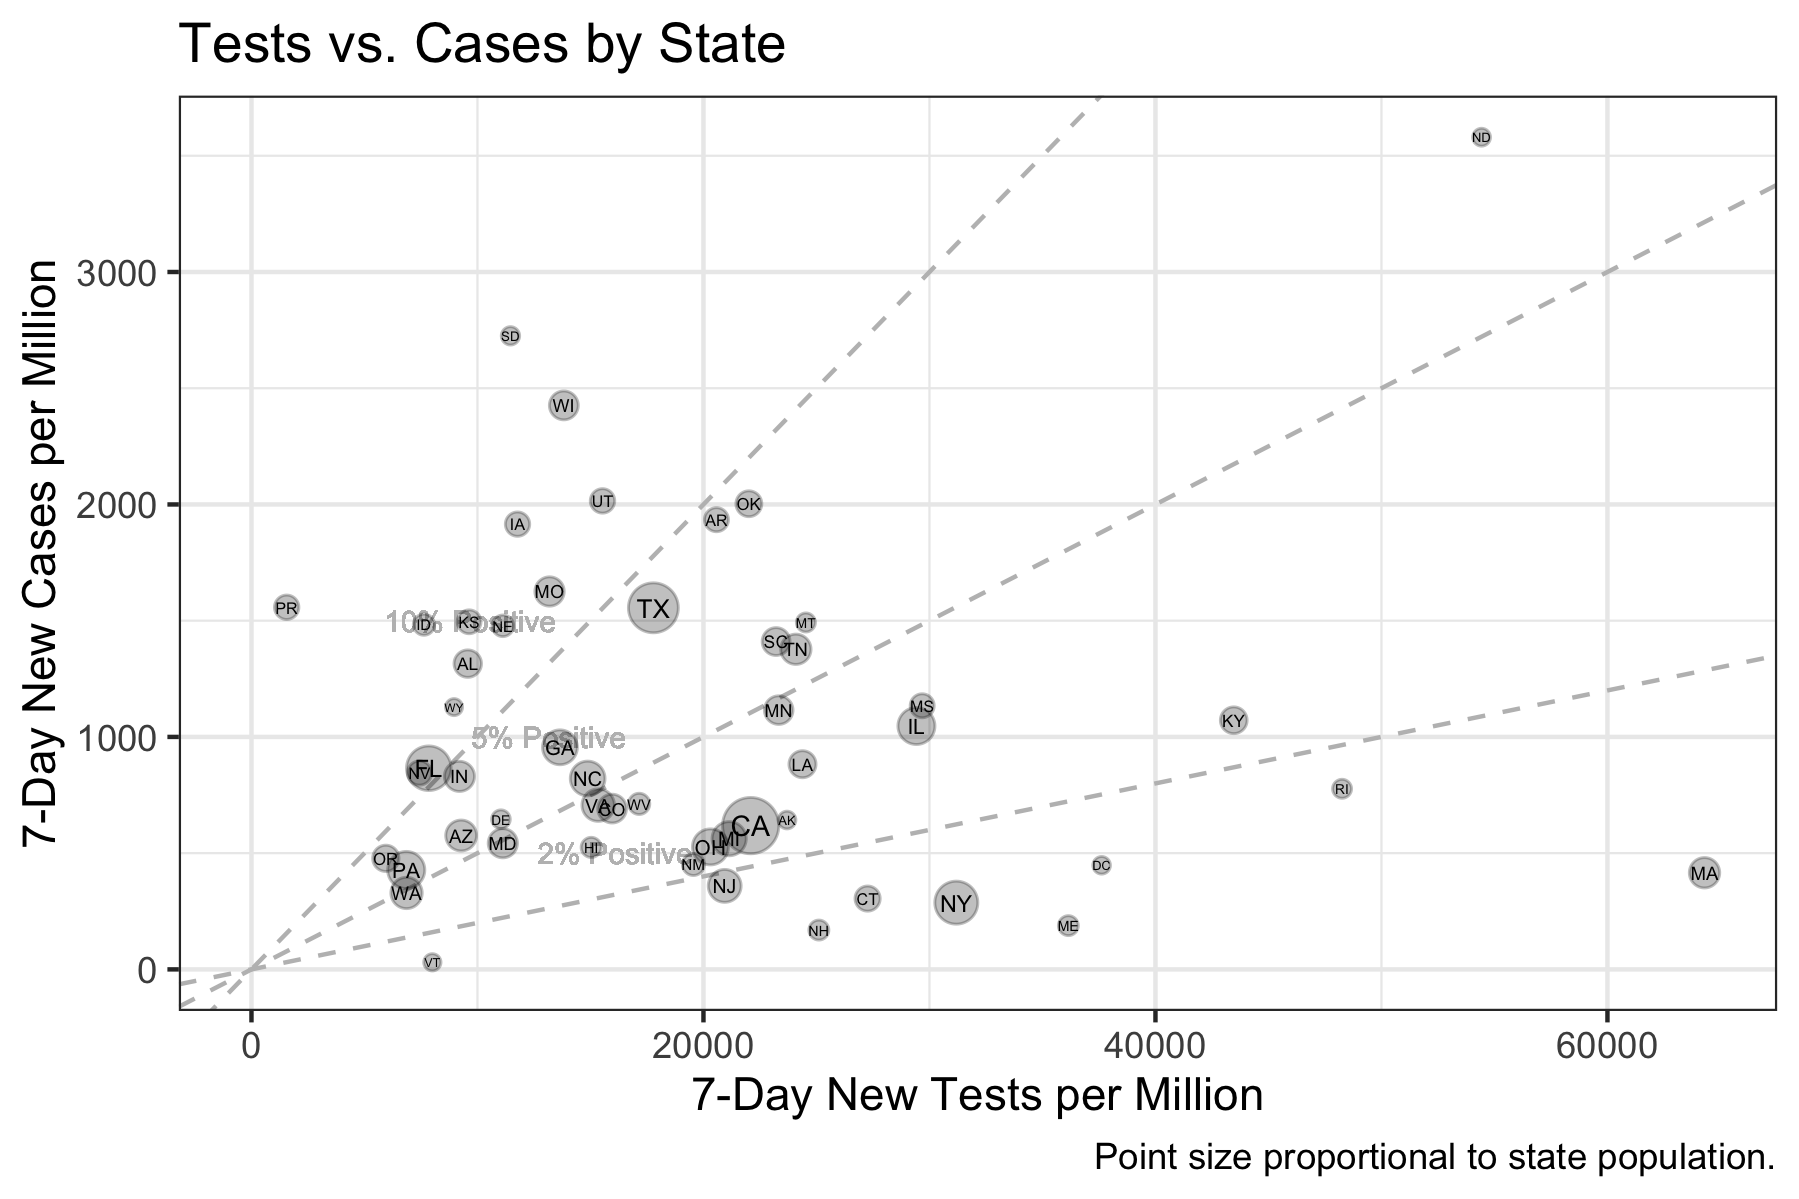 Tests vs. Cases by State
7-Day New Cases per Million
3000
2000
1000
0
ND
SD
WI
UT
OK
AR
IA
MO
TX
PR
10% Positive
ID
KS
NE
MT
SC
TN
AL
WY
MN
MS
IL
KY
5% Positive
GA
FL
NV
IN
LA
NC
RI
VA
CO
WV
DE
CA
AK
AZ
MD
MI
HI
OH
2% Positive
NM
OR
PA
DC
MA
NJ
WA
CT
NY
NH
ME
VT
0
20000
40000
60000
7-Day New Tests per Million
Point size proportional to state population.